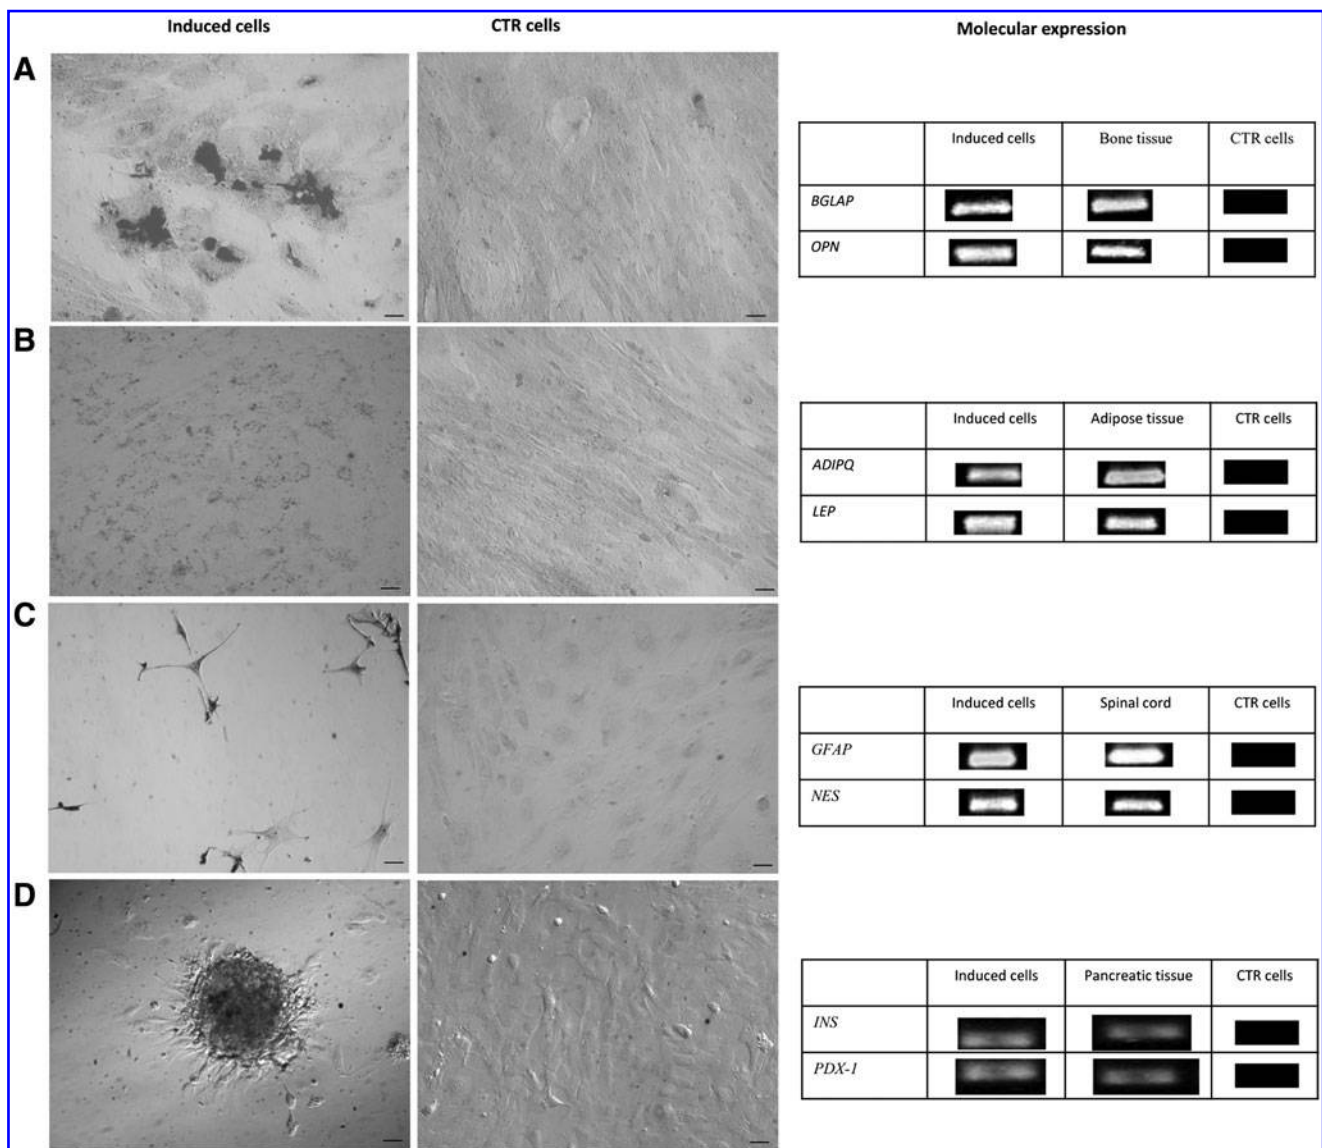 Induced cells CTR cells Molecular expression
A
Induced cells Bone tissue CTR cells
BGLAP
OPN
B
Induced cells Adipose tissue CTR cells
ADIPQ
LEP
C
Induced cells Spinal cord CTR cells
GFAP
NES
D
Induced cells Pancreatic tissue CTR cells
INS
PDX-1